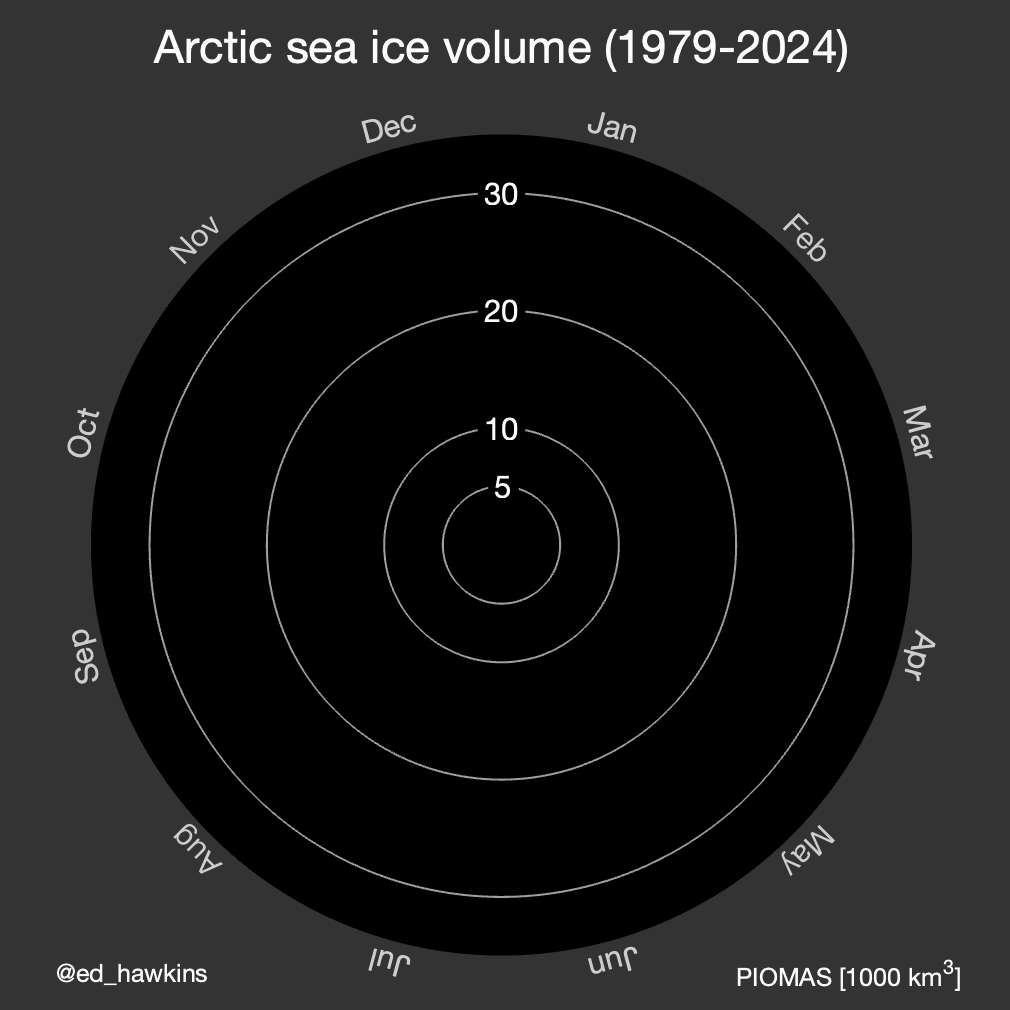 Arctic sea ice volume (1979-2024)
Dec
Jan
Nov
Feb
30
20
10
5
Oct
Mar
Sep
Apr
Aug
May
Jul
Jun
@ed_hawkins
PIOMAS [1000 km³]